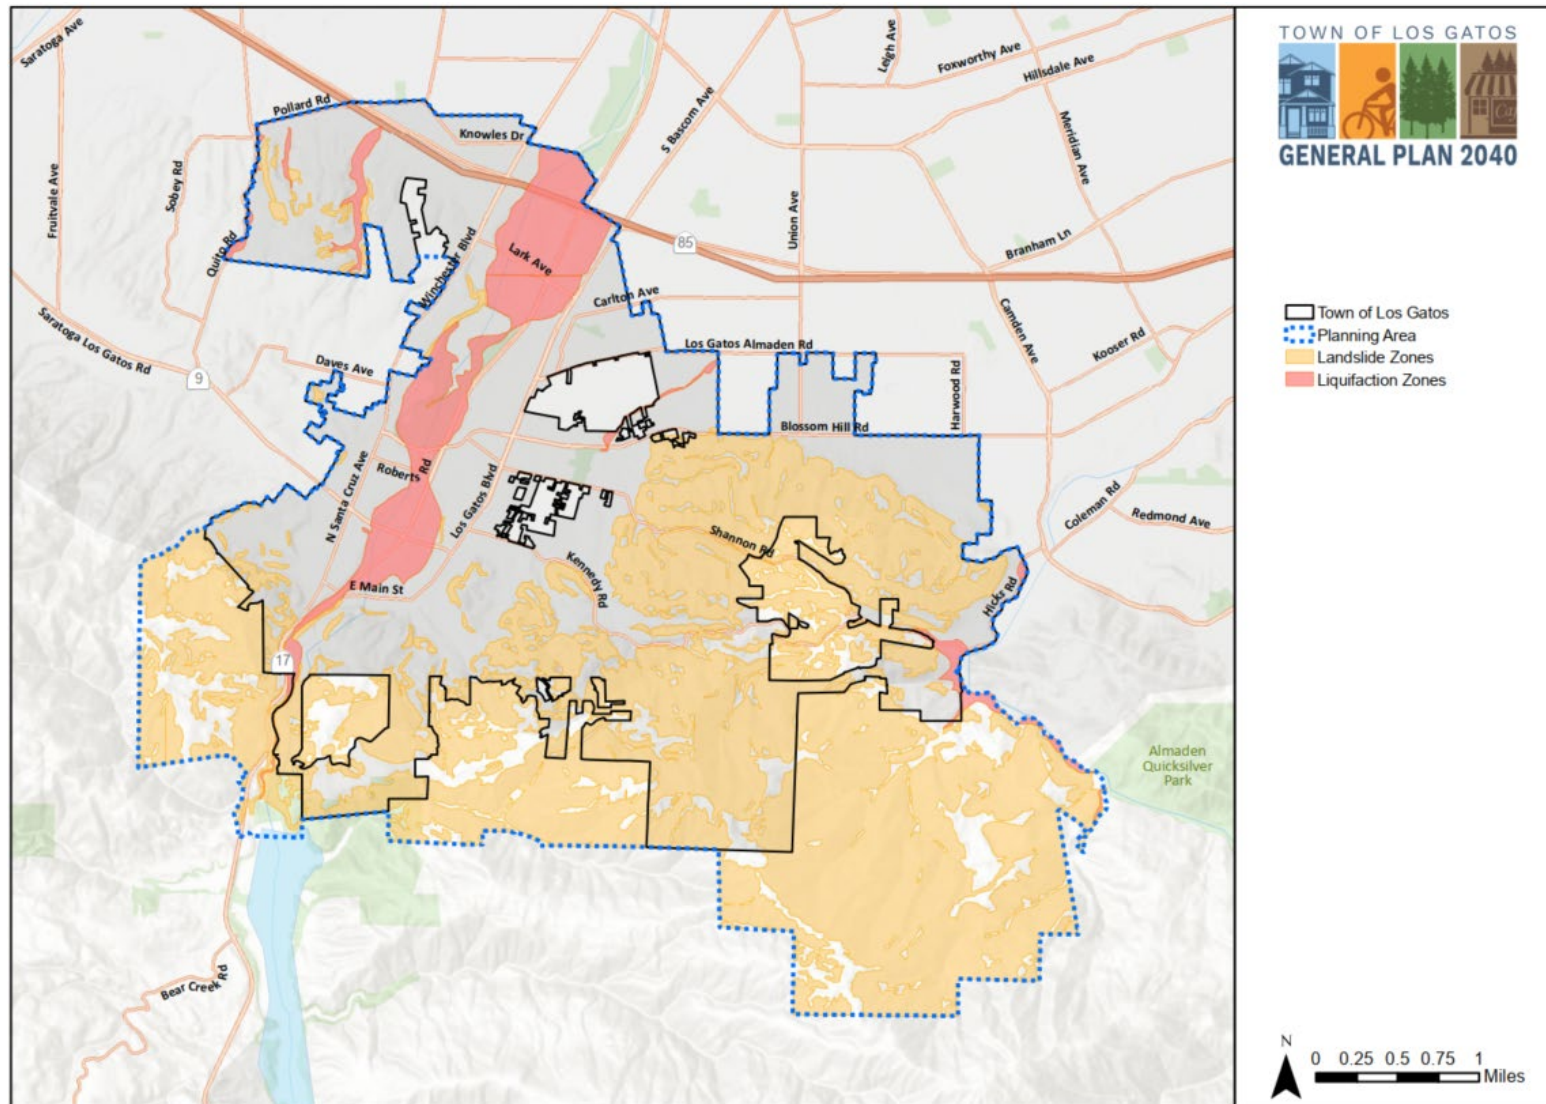 Saratoga Ave
Fruitvale Ave
Sobey Rd
Pollard Rd
Quito Rd
Knowles Dr
Winchester Blvd
Lark Ave
S Bascom Ave
Leigh Ave
Foxworthy Ave
Hillsdale Ave
Meridian Ave
Union Ave
85
Branham Ln
Carlton Ave
Camden Ave
Kooser Rd
Saratoga Los Gatos Rd
9
Daves Ave
Los Gatos Almaden Rd
Harwood Rd
Blossom Hill Rd
N Santa Cruz Ave
Roberts Rd
Los Gatos Blvd
Coleman Rd
Redmond Ave
Shannon Rd
Kennedy Rd
E Main St
Hicks Rd
17
Almaden
Quicksilver
Park
Bear Creek Rd
TOWN OF LOS GATOS
GENERAL PLAN 2040
Town of Los Gatos
Planning Area
Landslide Zones
Liquifaction Zones
N
0 0.25 0.5 0.75 1
Miles